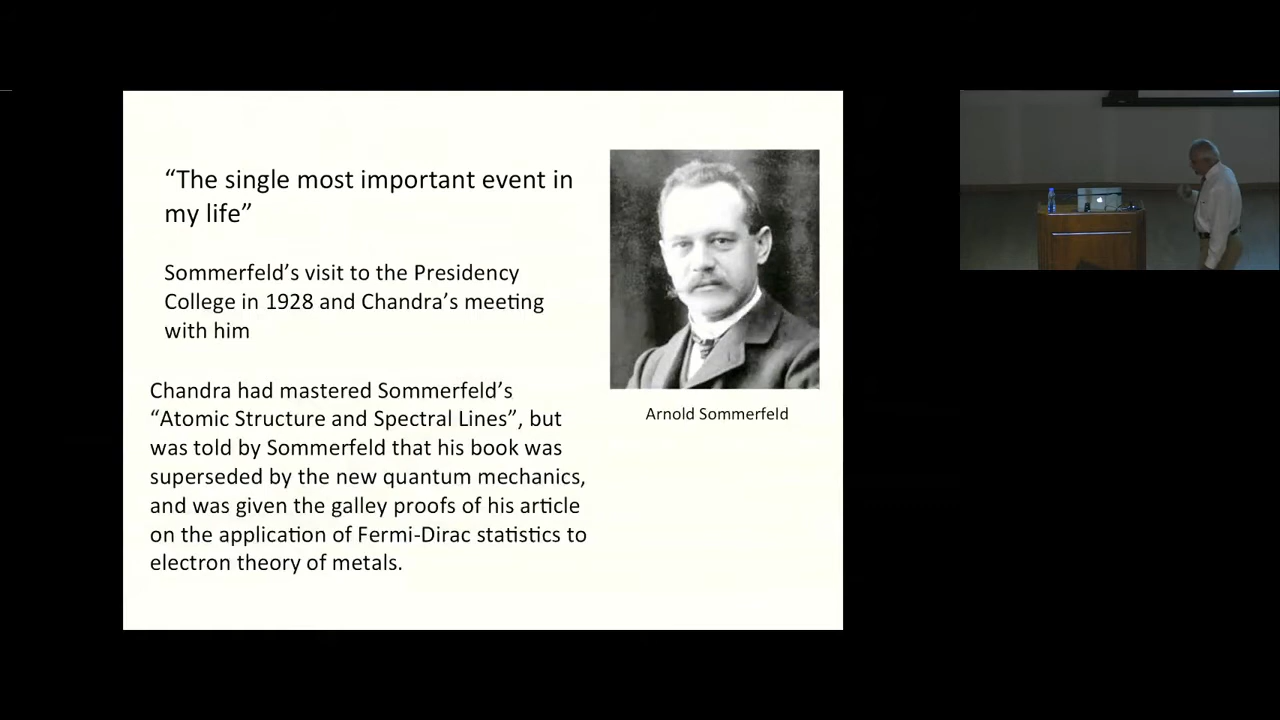 “The single most important event in
my life”
Sommerfeld’s visit to the Presidency
College in 1928 and Chandra’s meeting
with him
Chandra had mastered Sommerfeld’s
“Atomic Structure and Spectral Lines”, but
was told by Sommerfeld that his book was
superseded by the new quantum mechanics,
and was given the galley proofs of his article
on the application of Fermi-Dirac statistics to
electron theory of metals.
Arnold Sommerfeld